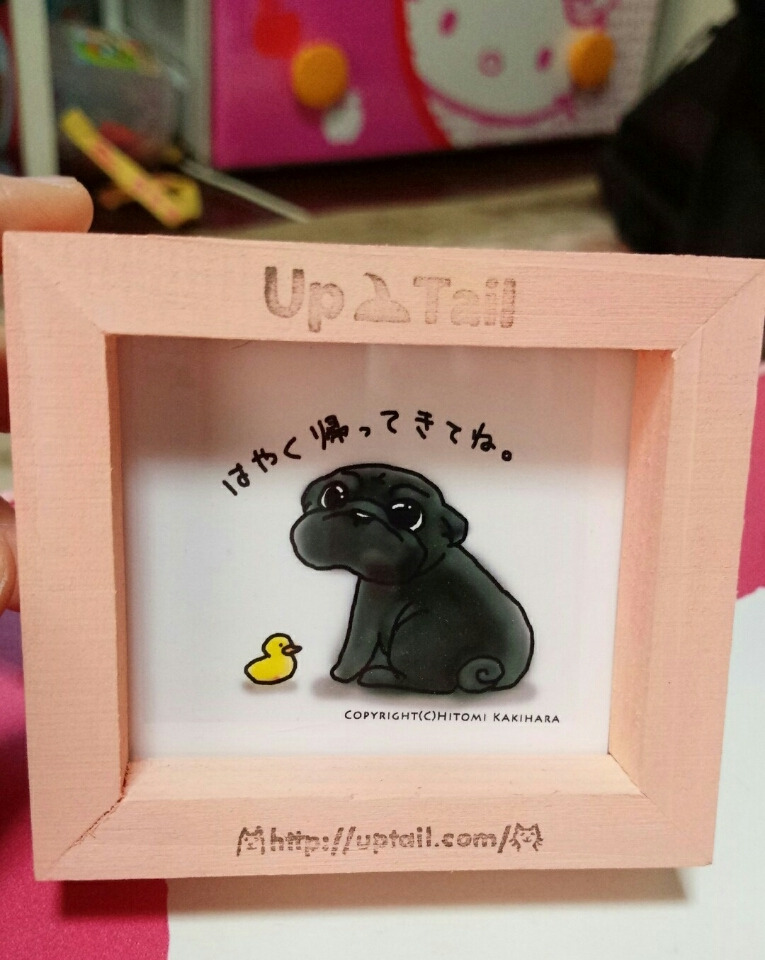 Up Tail
はやく帰ってきてね。
COPYRIGHT(C)HITOMI KAKIHARA
http://uptail.com/